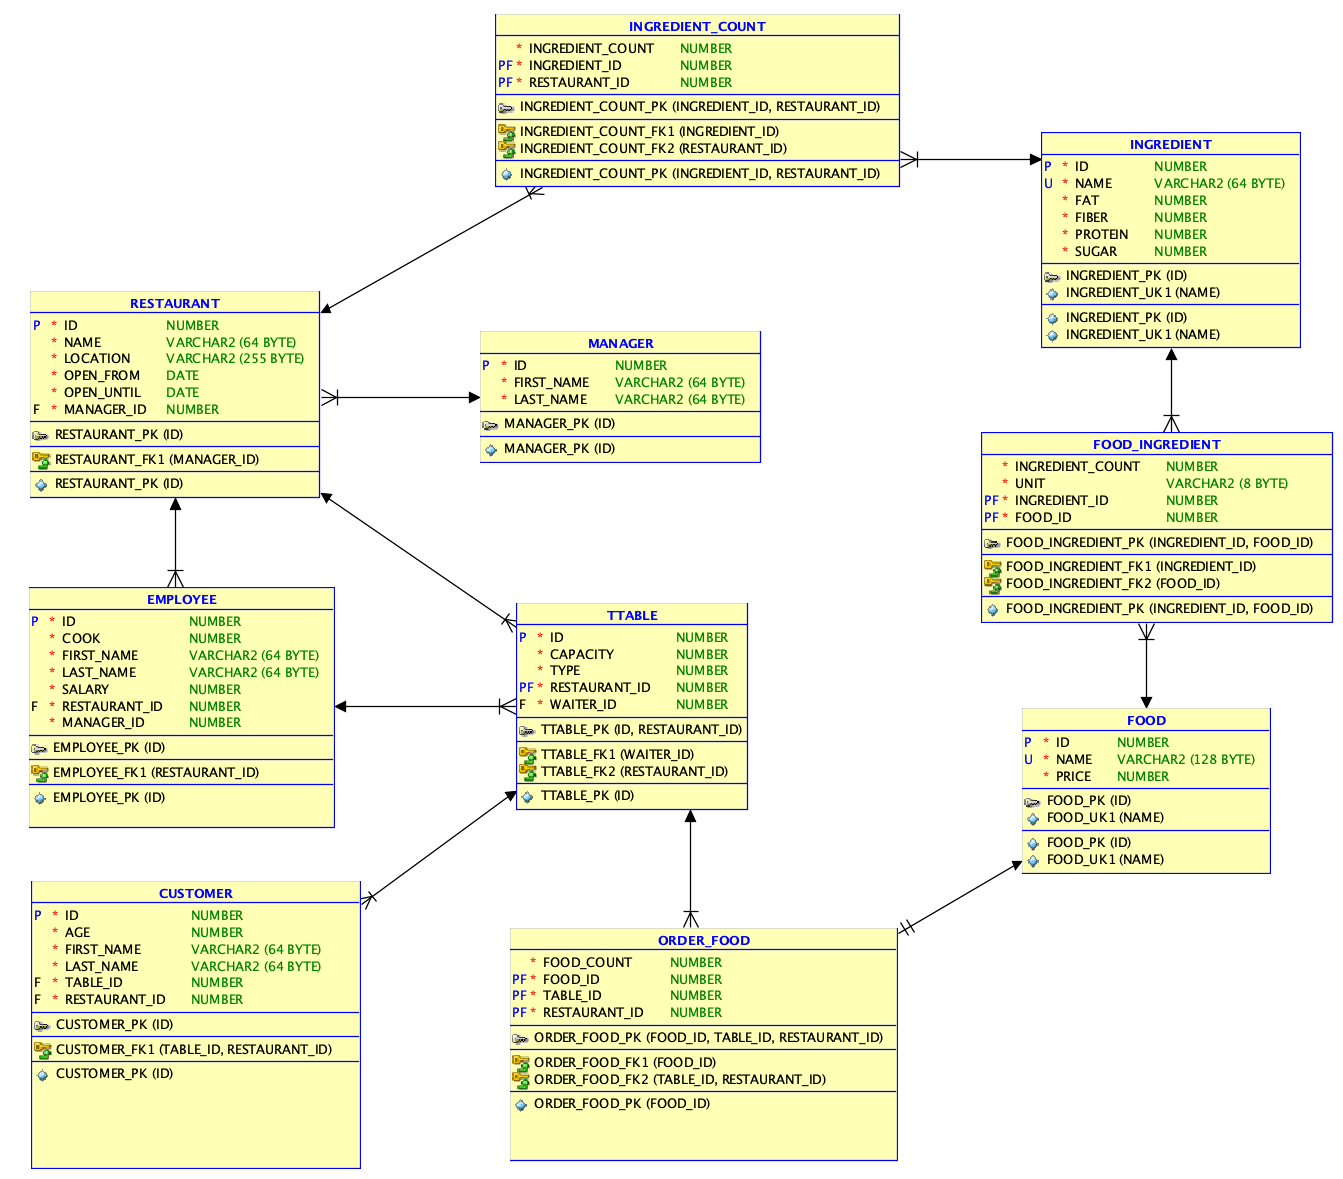 INGREDIENT_COUNT
* INGREDIENT_COUNT NUMBER
PF * INGREDIENT_ID NUMBER
PF * RESTAURANT_ID NUMBER
INGREDIENT_COUNT_PK (INGREDIENT_ID, RESTAURANT_ID)
INGREDIENT_COUNT_FK1 (INGREDIENT_ID)
INGREDIENT_COUNT_FK2 (RESTAURANT_ID)
INGREDIENT_COUNT_PK (INGREDIENT_ID, RESTAURANT_ID)
INGREDIENT
P * ID NUMBER
U * NAME VARCHAR2 (64 BYTE)
* FAT NUMBER
* FIBER NUMBER
* PROTEIN NUMBER
* SUGAR NUMBER
INGREDIENT_PK (ID)
INGREDIENT_UK1 (NAME)
INGREDIENT_PK (ID)
INGREDIENT_UK1 (NAME)
RESTAURANT
P * ID NUMBER
* NAME VARCHAR2 (64 BYTE)
* LOCATION VARCHAR2 (255 BYTE)
* OPEN_FROM DATE
* OPEN_UNTIL DATE
F * MANAGER_ID NUMBER
RESTAURANT_PK (ID)
RESTAURANT_FK1 (MANAGER_ID)
RESTAURANT_PK (ID)
MANAGER
P * ID NUMBER
* FIRST_NAME VARCHAR2 (64 BYTE)
* LAST_NAME VARCHAR2 (64 BYTE)
MANAGER_PK (ID)
MANAGER_PK (ID)
FOOD_INGREDIENT
* INGREDIENT_COUNT NUMBER
* UNIT VARCHAR2 (8 BYTE)
PF * INGREDIENT_ID NUMBER
PF * FOOD_ID NUMBER
FOOD_INGREDIENT_PK (INGREDIENT_ID, FOOD_ID)
FOOD_INGREDIENT_FK1 (INGREDIENT_ID)
FOOD_INGREDIENT_FK2 (FOOD_ID)
FOOD_INGREDIENT_PK (INGREDIENT_ID, FOOD_ID)
EMPLOYEE
P * ID NUMBER
* COOK NUMBER
* FIRST_NAME VARCHAR2 (64 BYTE)
* LAST_NAME VARCHAR2 (64 BYTE)
* SALARY NUMBER
F * RESTAURANT_ID NUMBER
* MANAGER_ID NUMBER
EMPLOYEE_PK (ID)
EMPLOYEE_FK1 (RESTAURANT_ID)
EMPLOYEE_PK (ID)
TTABLE
P * ID NUMBER
* CAPACITY NUMBER
* TYPE NUMBER
PF * RESTAURANT_ID NUMBER
F * WAITER_ID NUMBER
TTABLE_PK (ID, RESTAURANT_ID)
TTABLE_FK1 (WAITER_ID)
TTABLE_FK2 (RESTAURANT_ID)
TTABLE_PK (ID)
FOOD
P * ID NUMBER
U * NAME VARCHAR2 (128 BYTE)
* PRICE NUMBER
FOOD_PK (ID)
FOOD_UK1 (NAME)
FOOD_PK (ID)
FOOD_UK1 (NAME)
CUSTOMER
P * ID NUMBER
* AGE NUMBER
* FIRST_NAME VARCHAR2 (64 BYTE)
* LAST_NAME VARCHAR2 (64 BYTE)
F * TABLE_ID NUMBER
F * RESTAURANT_ID NUMBER
CUSTOMER_PK (ID)
CUSTOMER_FK1 (TABLE_ID, RESTAURANT_ID)
CUSTOMER_PK (ID)
ORDER_FOOD
* FOOD_COUNT NUMBER
PF * FOOD_ID NUMBER
PF * TABLE_ID NUMBER
PF * RESTAURANT_ID NUMBER
ORDER_FOOD_PK (FOOD_ID, TABLE_ID, RESTAURANT_ID)
ORDER_FOOD_FK1 (FOOD_ID)
ORDER_FOOD_FK2 (TABLE_ID, RESTAURANT_ID)
ORDER_FOOD_PK (FOOD_ID)